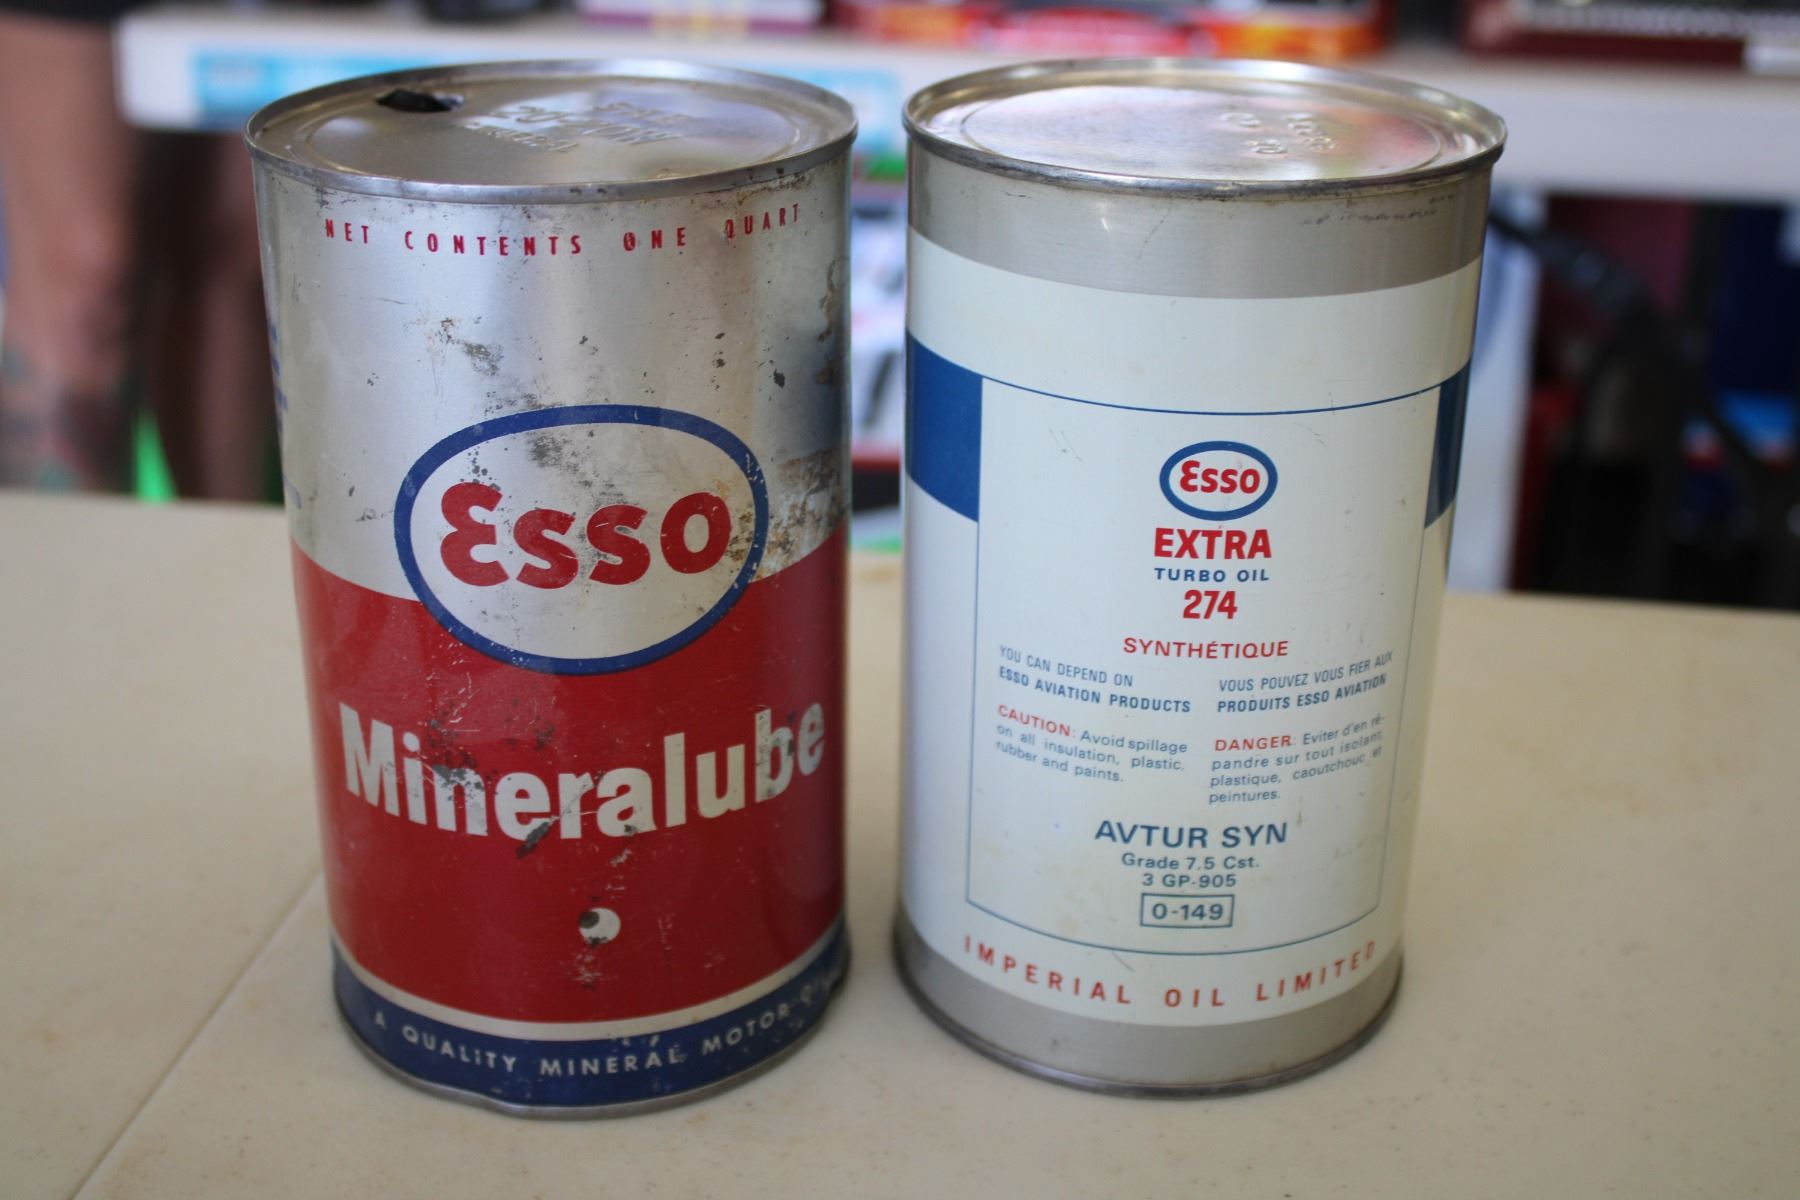 NET CONTENTS ONE QUART
Esso
Mineralube
A QUALITY MINERAL MOTOR OIL
Esso
EXTRA
TURBO OIL
274
SYNTHÉTIQUE
YOU CAN DEPEND ON
ESSO AVIATION PRODUCTS
CAUTION: Avoid spillage
on all insulation, plastic,
rubber and paints.
VOUS POUVEZ VOUS FIER AUX
PRODUITS ESSO AVIATION
DANGER: Eviter d'en ré-
pandre sur tout isolant,
plastique, caoutchouc et
peintures.
AVTUR SYN
Grade 7.5 Cst.
3 GP-905
O-149
IMPERIAL OIL LIMITED